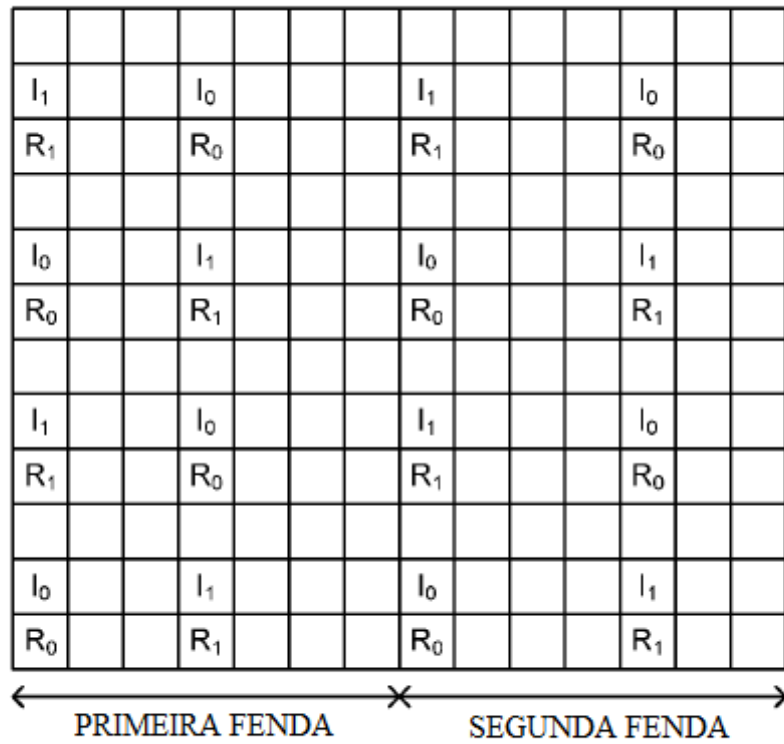 I₁ I₀ I₁ I₀
R₁ R₀ R₁ R₀
I₀ I₁ I₀ I₁
R₀ R₁ R₀ R₁
I₁ I₀ I₁ I₀
R₁ R₀ R₁ R₀
I₀ I₁ I₀ I₁
R₀ R₁ R₀ R₁
PRIMEIRA FENDA SEGUNDA FENDA